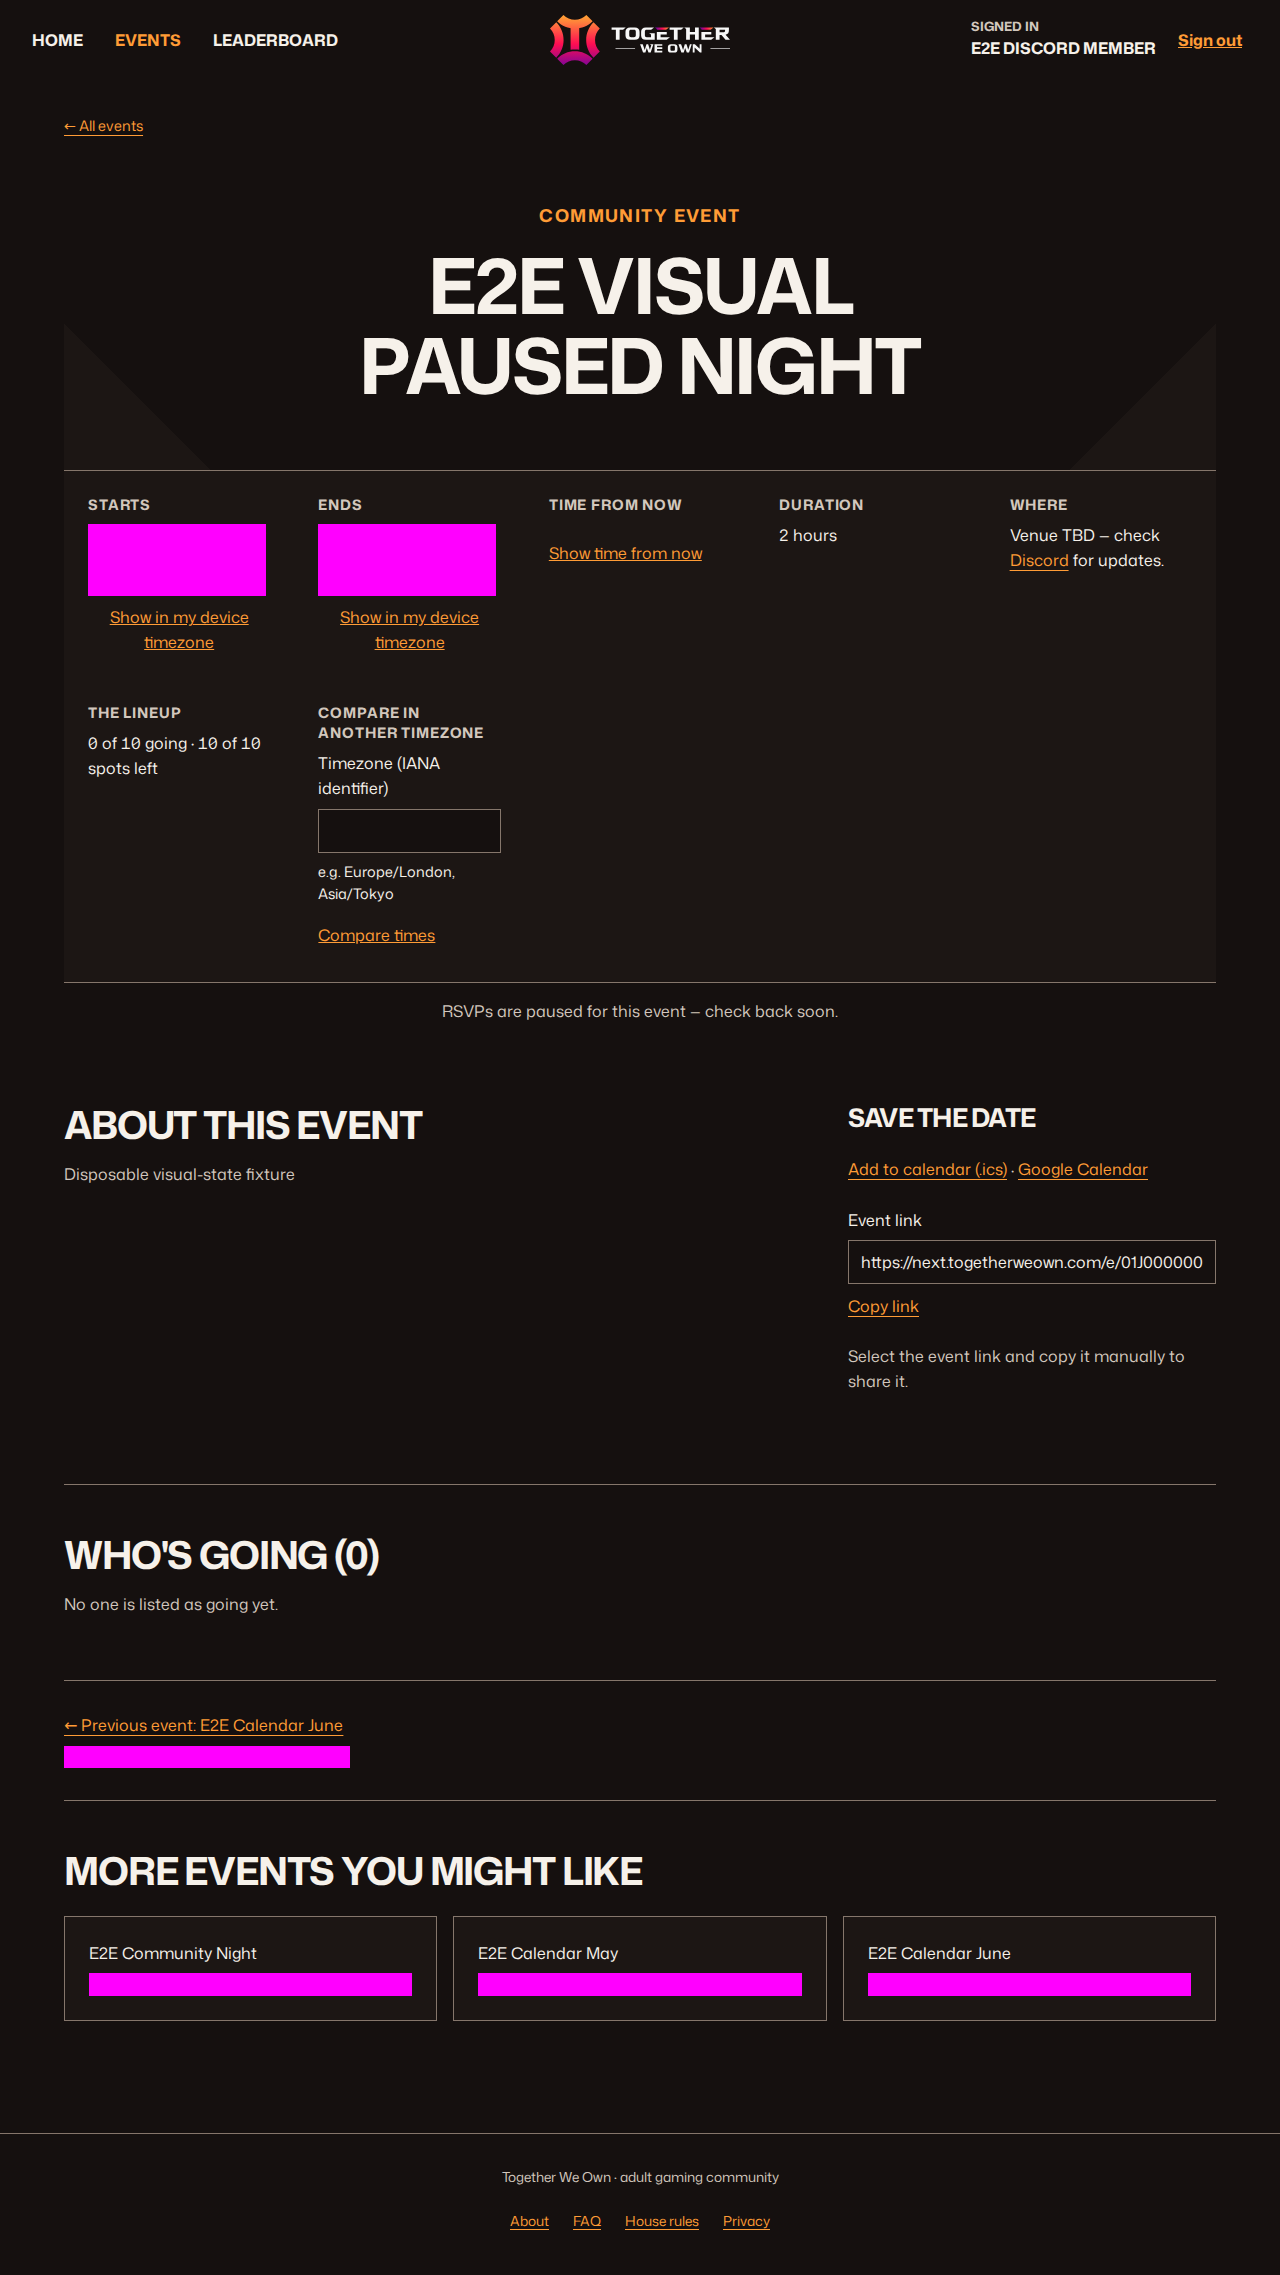 HOME EVENTS LEADERBOARD
TOGETHER
WE OWN
SIGNED IN
E2E DISCORD MEMBER
Sign out
← All events
COMMUNITY EVENT
E2E VISUAL
PAUSED NIGHT
STARTS
Show in my device
timezone
ENDS
Show in my device
timezone
TIME FROM NOW
Show time from now
DURATION
2 hours
WHERE
Venue TBD — check
Discord for updates.
THE LINEUP
0 of 10 going · 10 of 10
spots left
COMPARE IN
ANOTHER TIMEZONE
Timezone (IANA
identifier)
e.g. Europe/London,
Asia/Tokyo
Compare times
RSVPs are paused for this event — check back soon.
ABOUT THIS EVENT
Disposable visual-state fixture
SAVE THE DATE
Add to calendar (.ics) · Google Calendar
Event link
https://next.togetherweown.com/e/01J000000
Copy link
Select the event link and copy it manually to
share it.
WHO'S GOING (0)
No one is listed as going yet.
← Previous event: E2E Calendar June
MORE EVENTS YOU MIGHT LIKE
E2E Community Night
E2E Calendar May
E2E Calendar June
Together We Own · adult gaming community
About FAQ House rules Privacy